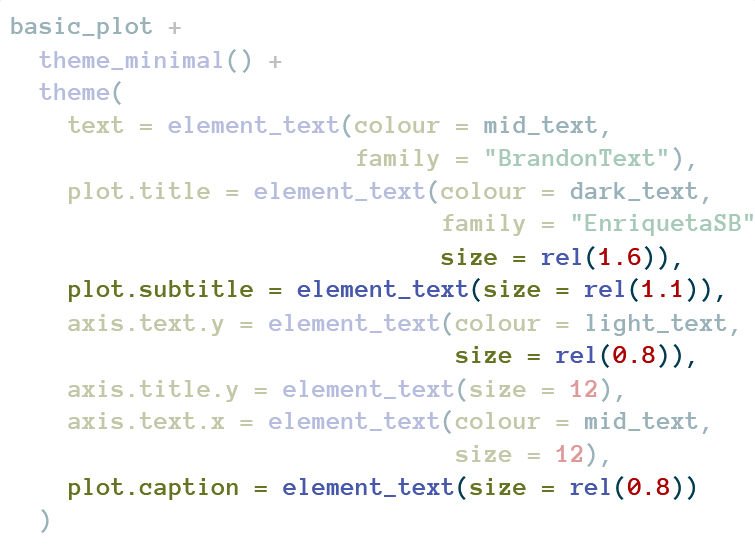 basic_plot +
  theme_minimal() +
  theme(
    text = element_text(colour = mid_text,
                        family = "BrandonText"),
    plot.title = element_text(colour = dark_text,
                              family = "EnriquetaSB"
                              size = rel(1.6)),
    plot.subtitle = element_text(size = rel(1.1)),
    axis.text.y = element_text(colour = light_text,
                               size = rel(0.8)),
    axis.title.y = element_text(size = 12),
    axis.text.x = element_text(colour = mid_text,
                               size = 12),
    plot.caption = element_text(size = rel(0.8))
  )